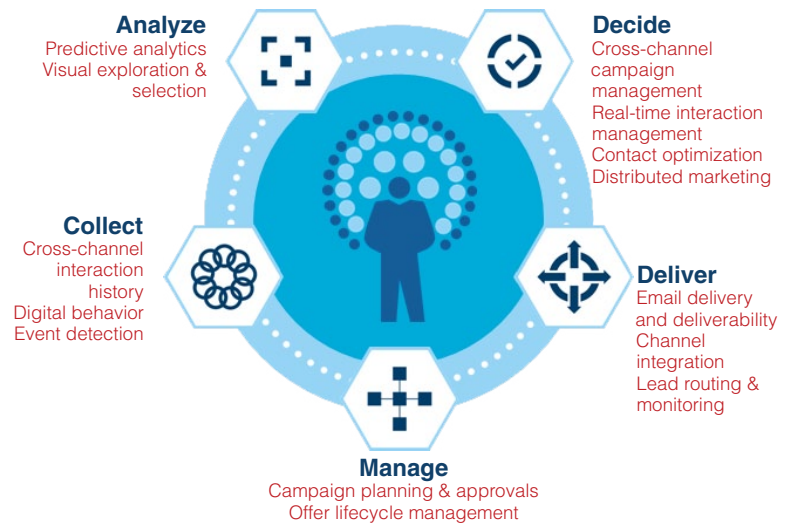 Analyze
Predictive analytics
Visual exploration &
selection
Decide
Cross-channel
campaign
management
Real-time interaction
management
Contact optimization
Distributed marketing
Collect
Cross-channel
interaction
history
Digital behavior
Event detection
Deliver
Email delivery
and deliverability
Channel
integration
Lead routing &
monitoring
Manage
Campaign planning & approvals
Offer lifecycle management